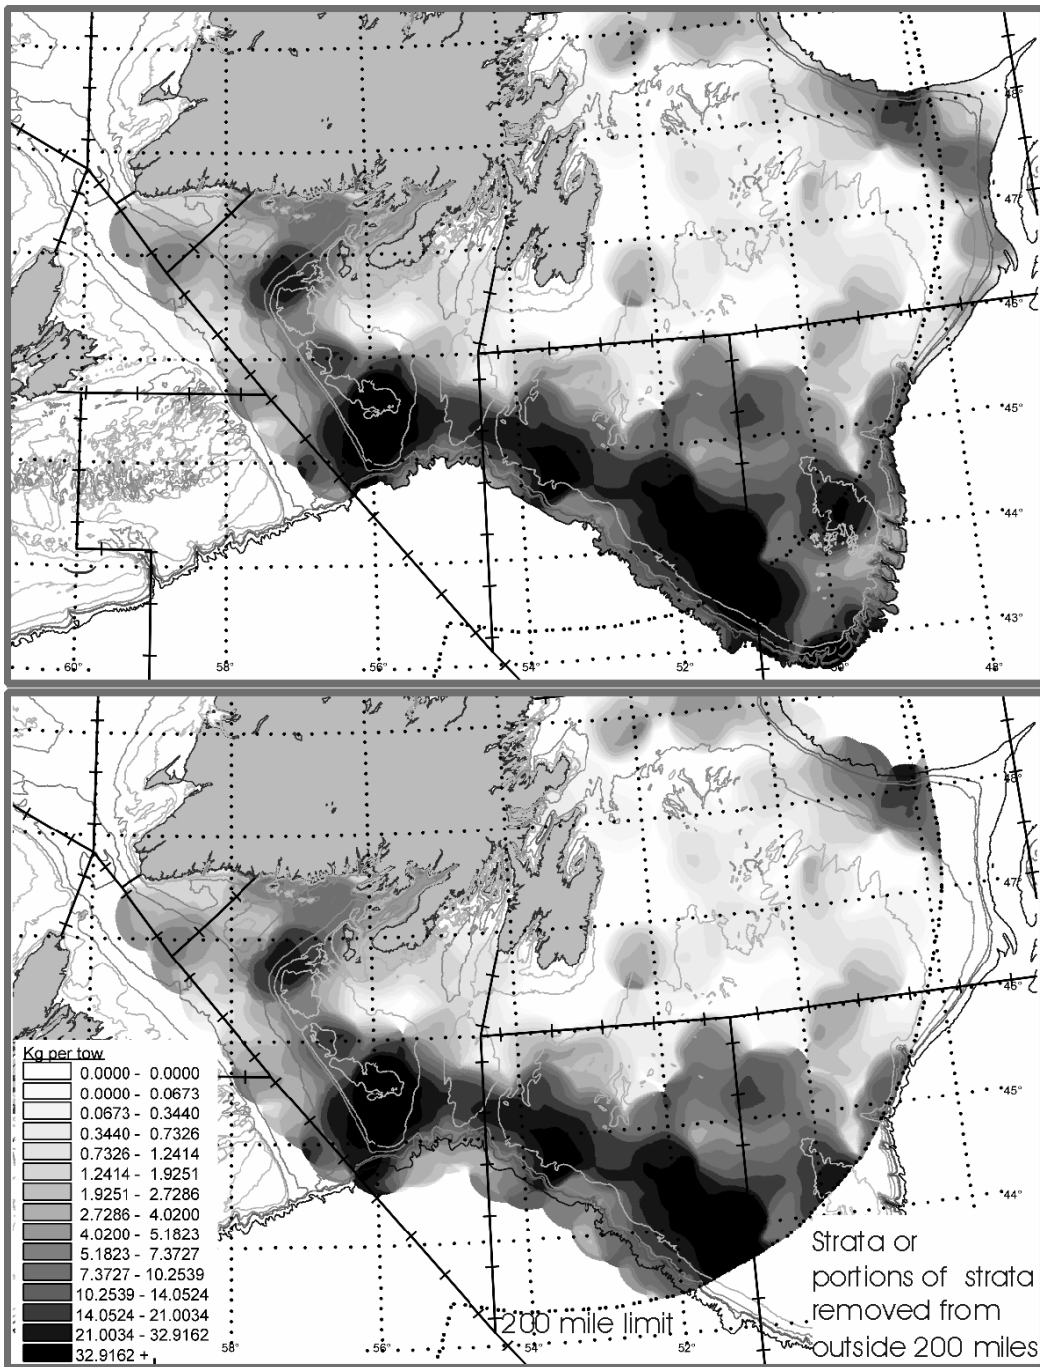 48°
47°
46°
45°
44°
43°
60°
58°
56°
54°
52°
50°
48°
48°
47°
46°
45°
44°
Kg per tow
0.0000 - 0.0000
0.0000 - 0.0673
0.0673 - 0.3440
0.3440 - 0.7326
0.7326 - 1.2414
1.2414 - 1.9251
1.9251 - 2.7286
2.7286 - 4.0200
4.0200 - 5.1823
5.1823 - 7.3727
7.3727 - 10.2539
10.2539 - 14.0524
14.0524 - 21.0034
21.0034 - 32.9162
32.9162 +
Strata or
portions of strata
removed from
outside 200 miles
200 mile limit
58°
56°
54°
52°